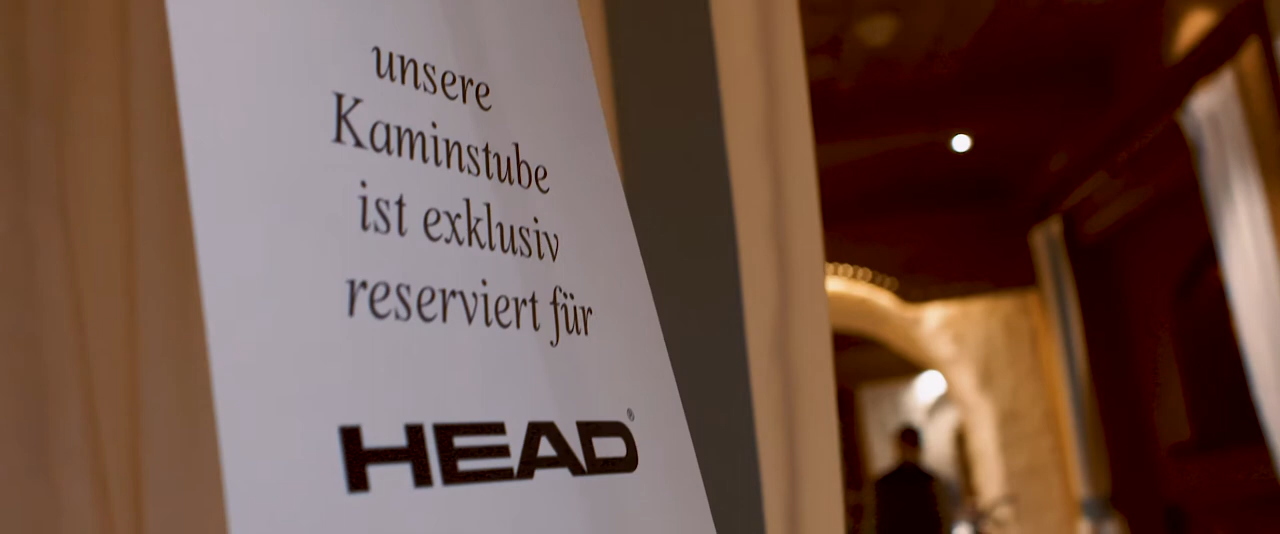 unsere
Kaminstube
ist exklusiv
reserviert für
HEAD®